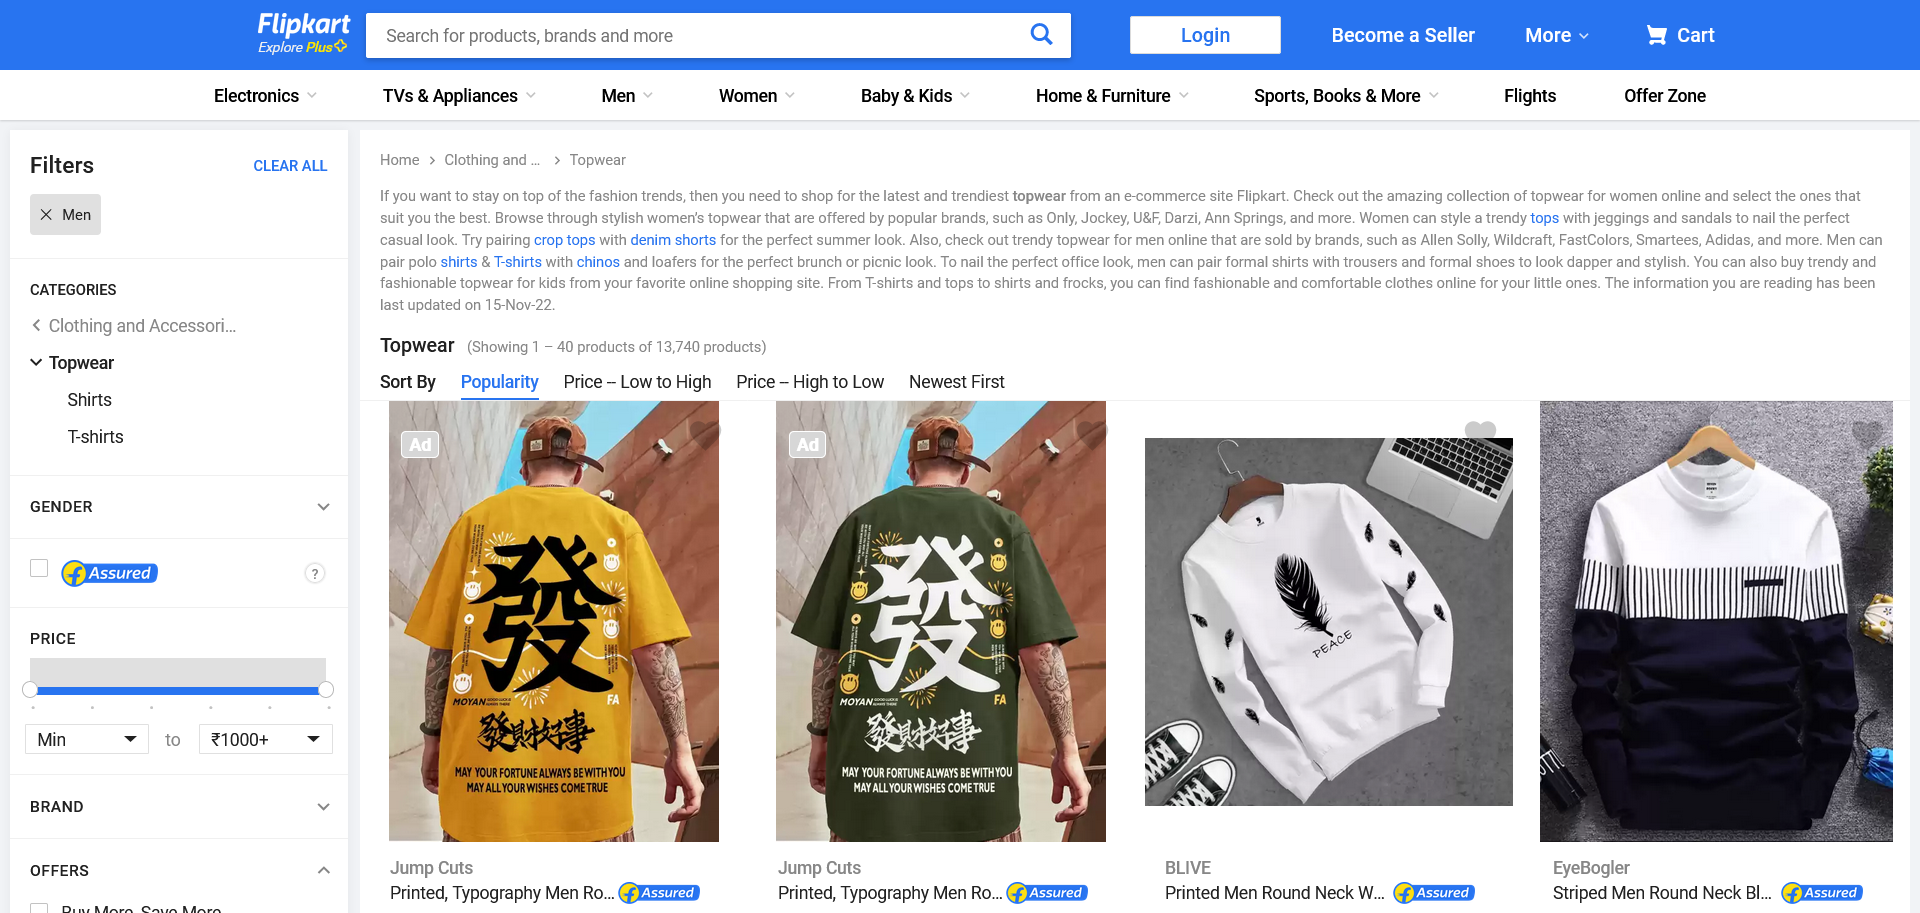 Flipkart
Explore Plus
Search for products, brands and more
Login
Become a Seller
More
Cart
Electronics
TVs & Appliances
Men
Women
Baby & Kids
Home & Furniture
Sports, Books & More
Flights
Offer Zone
Filters
CLEAR ALL
Men
CATEGORIES
Clothing and Accessori...
Topwear
Shirts
T-shirts
GENDER
Assured
?
PRICE
Min
to
₹1000+
BRAND
OFFERS
Buy More, Save More
Home
Clothing and ...
Topwear
If you want to stay on top of the fashion trends, then you need to shop for the latest and trendiest topwear from an e-commerce site Flipkart. Check out the amazing collection of topwear for women online and select the ones that
suit you the best. Browse through stylish women's topwear that are offered by popular brands, such as Only, Jockey, U&F, Darzi, Ann Springs, and more. Women can style a trendy tops with jeggings and sandals to nail the perfect
casual look. Try pairing crop tops with denim shorts for the perfect summer look. Also, check out trendy topwear for men online that are sold by brands, such as Allen Solly, Wildcraft, FastColors, Smartees, Adidas, and more. Men can
pair polo shirts & T-shirts with chinos and loafers for the perfect brunch or picnic look. To nail the perfect office look, men can pair formal shirts with trousers and formal shoes to look dapper and stylish. You can also buy trendy and
fashionable topwear for kids from your favorite online shopping site. From T-shirts and tops to shirts and frocks, you can find fashionable and comfortable clothes online for your little ones. The information you are reading has been
last updated on 15-Nov-22.
Topwear
(Showing 1 – 40 products of 13,740 products)
Sort By
Popularity
Price -- Low to High
Price -- High to Low
Newest First
Ad
發
MOYAN GOOD LUCK IS
ALWAYS THERE
FA
發財好事
MAY YOUR FORTUNE ALWAYS BE WITH YOU
MAY ALL YOUR WISHES COME TRUE
Ad
發
MOYAN GOOD LUCK IS
ALWAYS THERE
FA
發財好事
MAY YOUR FORTUNE ALWAYS BE WITH YOU
MAY ALL YOUR WISHES COME TRUE
PEACE
Jump Cuts
Printed, Typography Men Ro...
Assured
Jump Cuts
Printed, Typography Men Ro...
Assured
BLIVE
Printed Men Round Neck W...
Assured
EyeBogler
Striped Men Round Neck Bl...
Assured